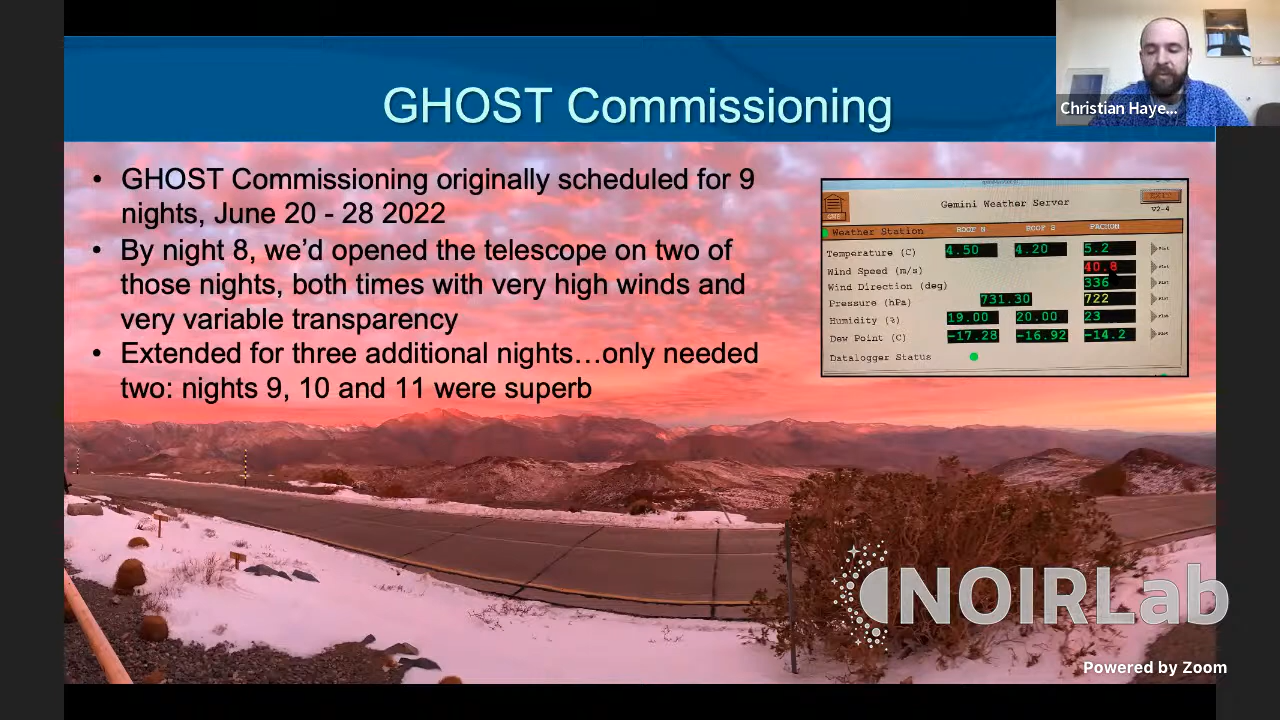 GHOST Commissioning
Christian Haye...
• GHOST Commissioning originally scheduled for 9
nights, June 20 - 28 2022
• By night 8, we’d opened the telescope on two of
those nights, both times with very high winds and
very variable transparency
• Extended for three additional nights…only needed
two: nights 9, 10 and 11 were superb
Gemini Weather Server
EXIT
V2-4
Weather Station ROOF N ROOF S PACHON
Temperature (C) 4.50 4.20 5.2
Wind Speed (m/s) 40.8
Wind Direction (deg) 336
Pressure (hPa) 731.30 722
Humidity (%) 19.00 20.00 23
Dew Point (C) -17.28 -16.92 -14.2
Datalogger Status
NOIRLab
Powered by Zoom